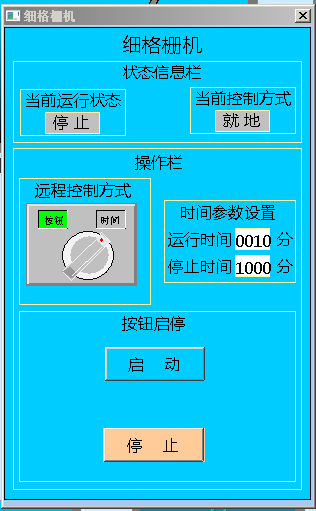 细格栅机
细格栅机
状态信息栏
当前运行状态
停 止
当前控制方式
就 地
操作栏
远程控制方式
按钮
时间
时间参数设置
运行时间 0010 分
停止时间 1000 分
按钮启停
启 动
停 止